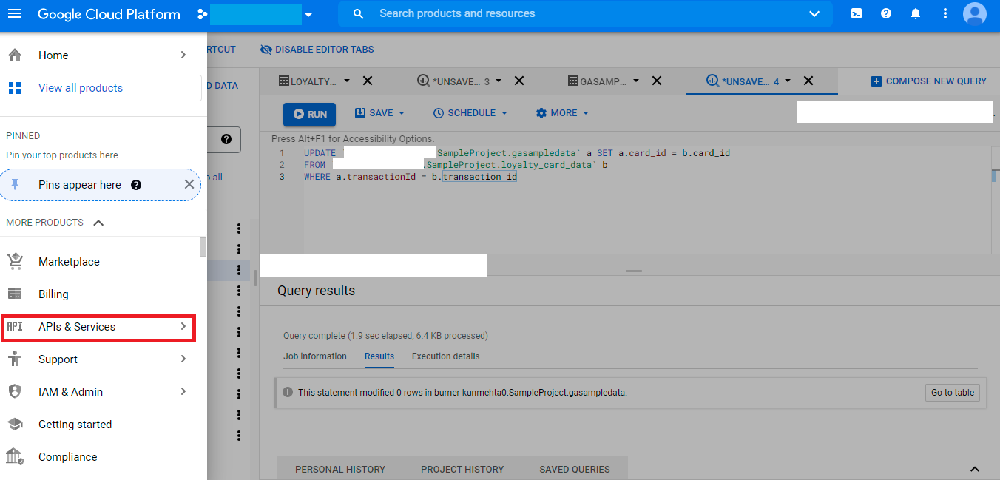 Google Cloud Platform
Search products and resources
Home
View all products
PINNED
Pin your top products here
Pins appear here
MORE PRODUCTS
Marketplace
Billing
API APIs & Services
Support
IAM & Admin
Getting started
Compliance
RTCUT
DISABLE EDITOR TABS
D DATA
o all
LOYALTY...
*UNSAVE... 3
GASAMP...
*UNSAVE... 4
COMPOSE NEW QUERY
RUN
SAVE
SCHEDULE
MORE
Press Alt+F1 for Accessibility Options.
1 UPDATE SampleProject.gasampledata` a SET a.card_id = b.card_id
2 FROM .SampleProject.loyalty_card_data` b
3 WHERE a.transactionId = b.transaction_id
Query results
Query complete (1.9 sec elapsed, 6.4 KB processed)
Job information Results Execution details
This statement modified 0 rows in burner-kunmehta0:SampleProject.gasampledata.
Go to table
PERSONAL HISTORY PROJECT HISTORY SAVED QUERIES